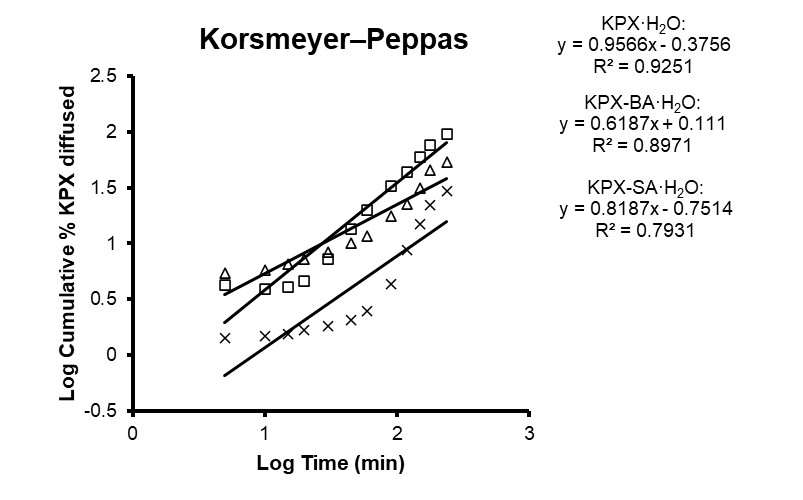 Korsmeyer–Peppas
KPX·H₂O:
y = 0.9566x - 0.3756
R² = 0.9251
KPX-BA·H₂O:
y = 0.6187x + 0.111
R² = 0.8971
KPX-SA·H₂O:
y = 0.8187x - 0.7514
R² = 0.7931
Log Cumulative % KPX diffused
2.5
2
1.5
1
0.5
0
-0.5
0
1
2
3
Log Time (min)